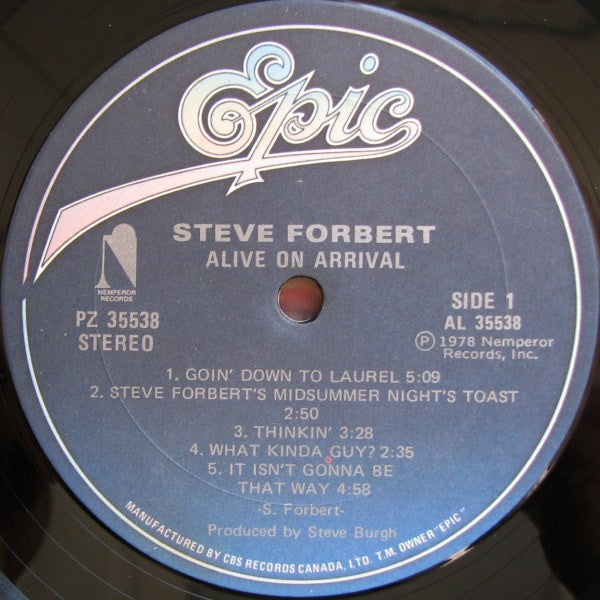 Epic
STEVE FORBERT
ALIVE ON ARRIVAL
NEMPEROR
RECORDS
PZ 35538
STEREO
SIDE 1
AL 35538
Ⓟ 1978 Nemperor
Records, Inc.
1. GOIN' DOWN TO LAUREL 5:09
2. STEVE FORBERT'S MIDSUMMER NIGHT'S TOAST
2:50
3. THINKIN' 3:28
4. WHAT KINDA GUY? 2:35
5. IT ISN'T GONNA BE
THAT WAY 4:58
-S. Forbert-
Produced by Steve Burgh
MANUFACTURED BY CBS RECORDS CANADA, LTD. T.M. OWNER "EPIC"